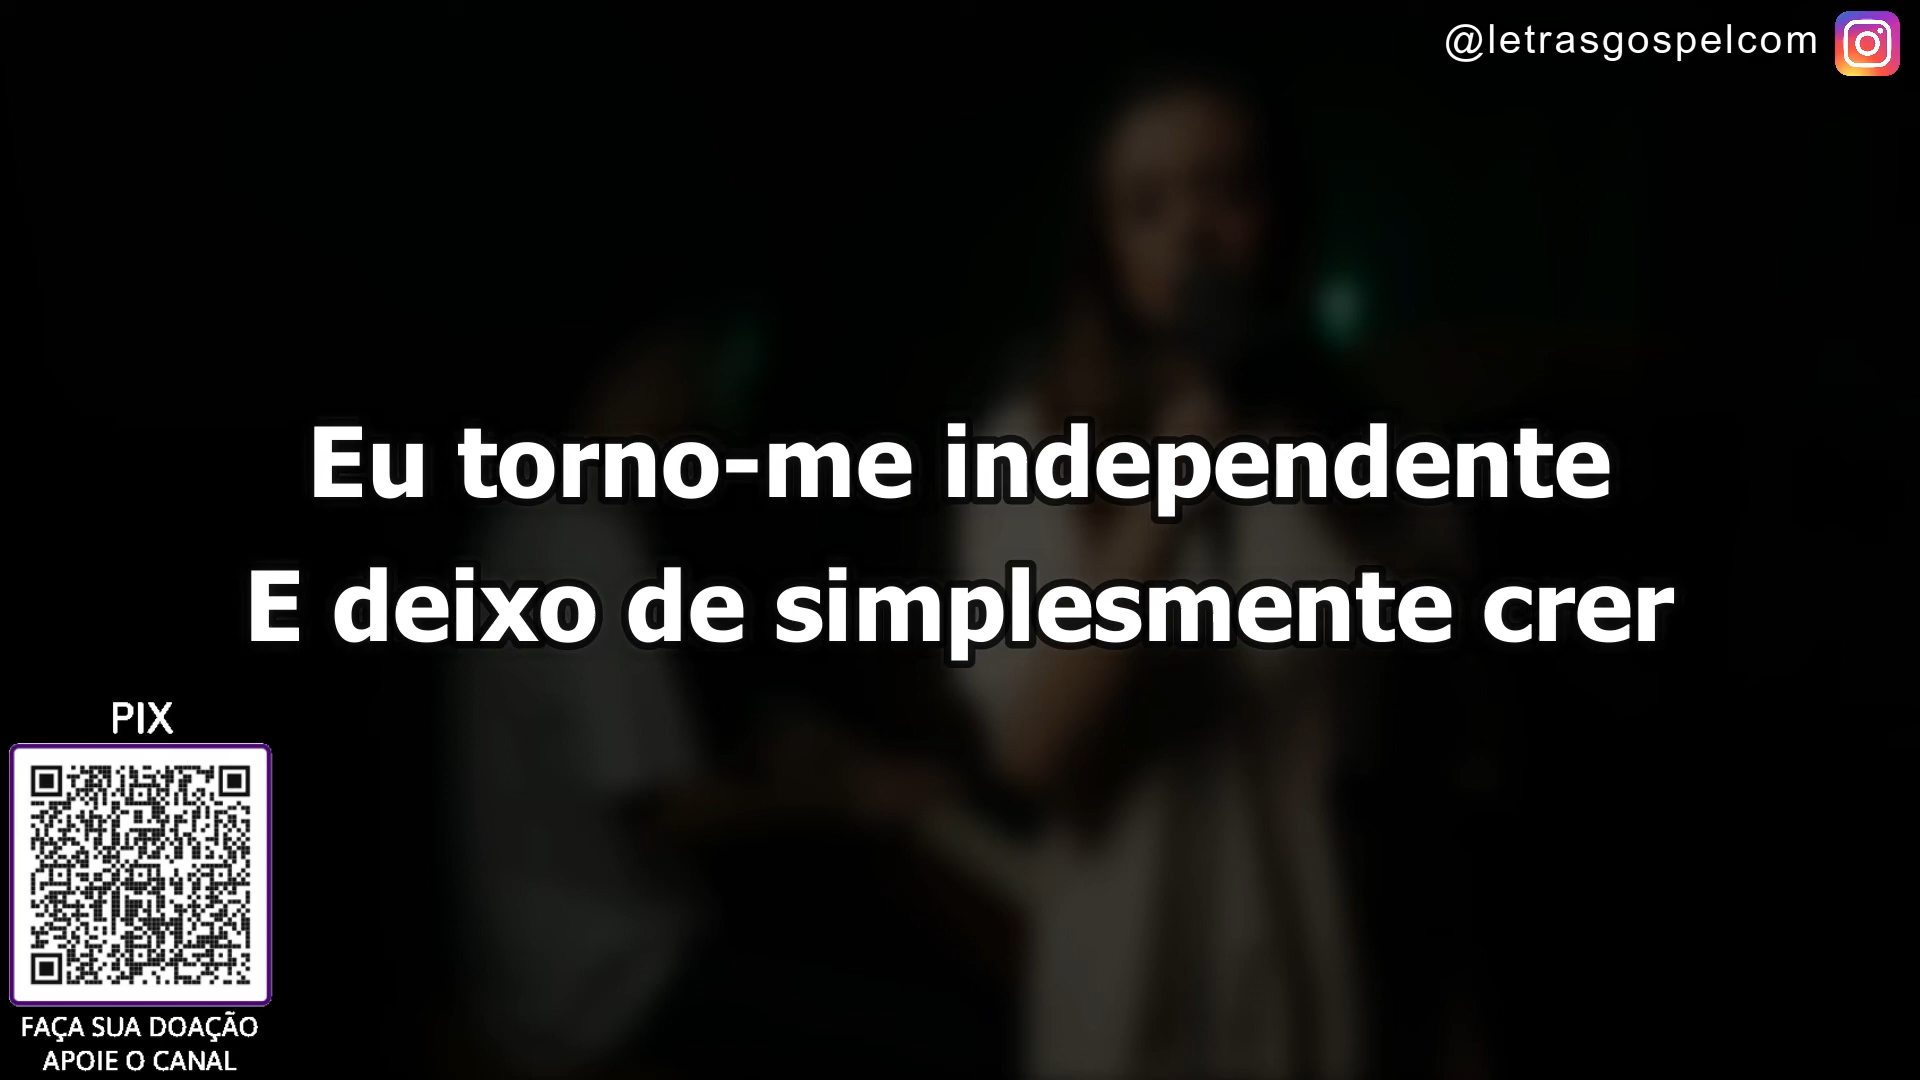 @letrasgospelcom
Eu torno-me independente
E deixo de simplesmente crer
PIX
FAÇA SUA DOAÇÃO
APOIE O CANAL